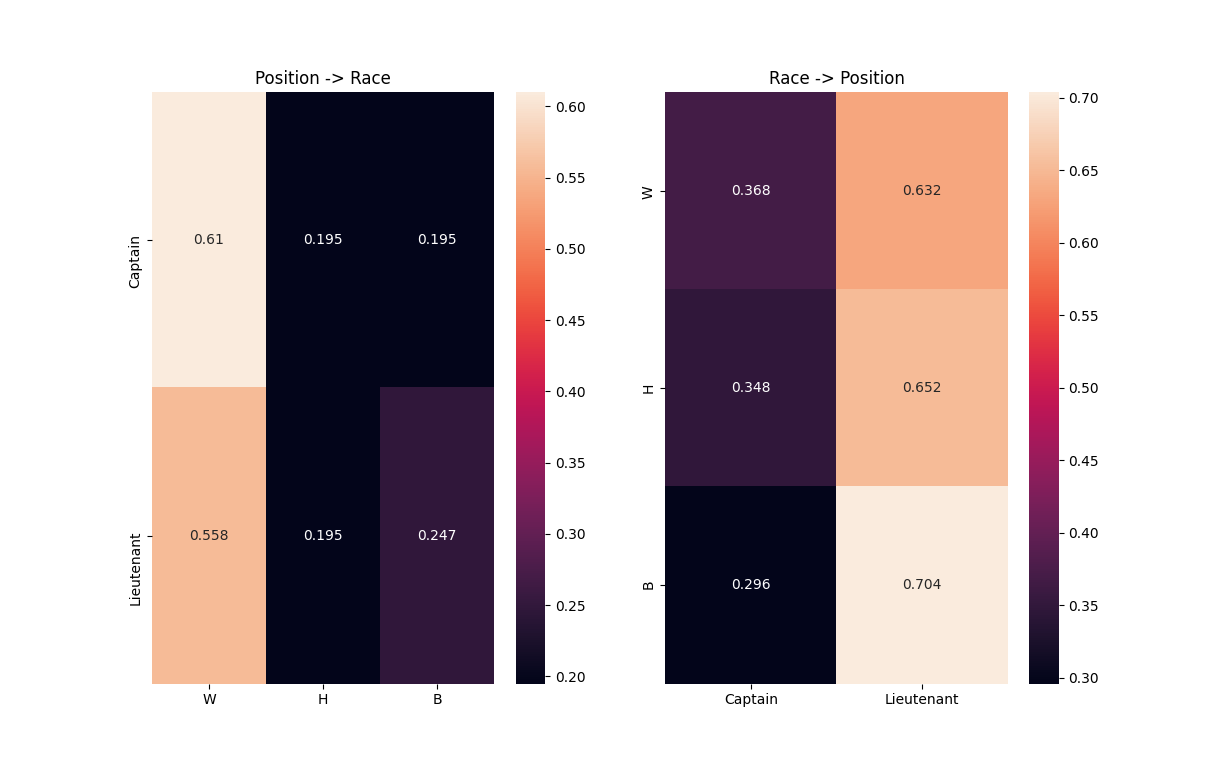 Position -> Race
Captain
Lieutenant
0.61 0.195 0.195
0.558 0.195 0.247
W H B
0.60
0.55
0.50
0.45
0.40
0.35
0.30
0.25
0.20
Race -> Position
W
H
B
0.368 0.632
0.348 0.652
0.296 0.704
Captain Lieutenant
0.70
0.65
0.60
0.55
0.50
0.45
0.40
0.35
0.30